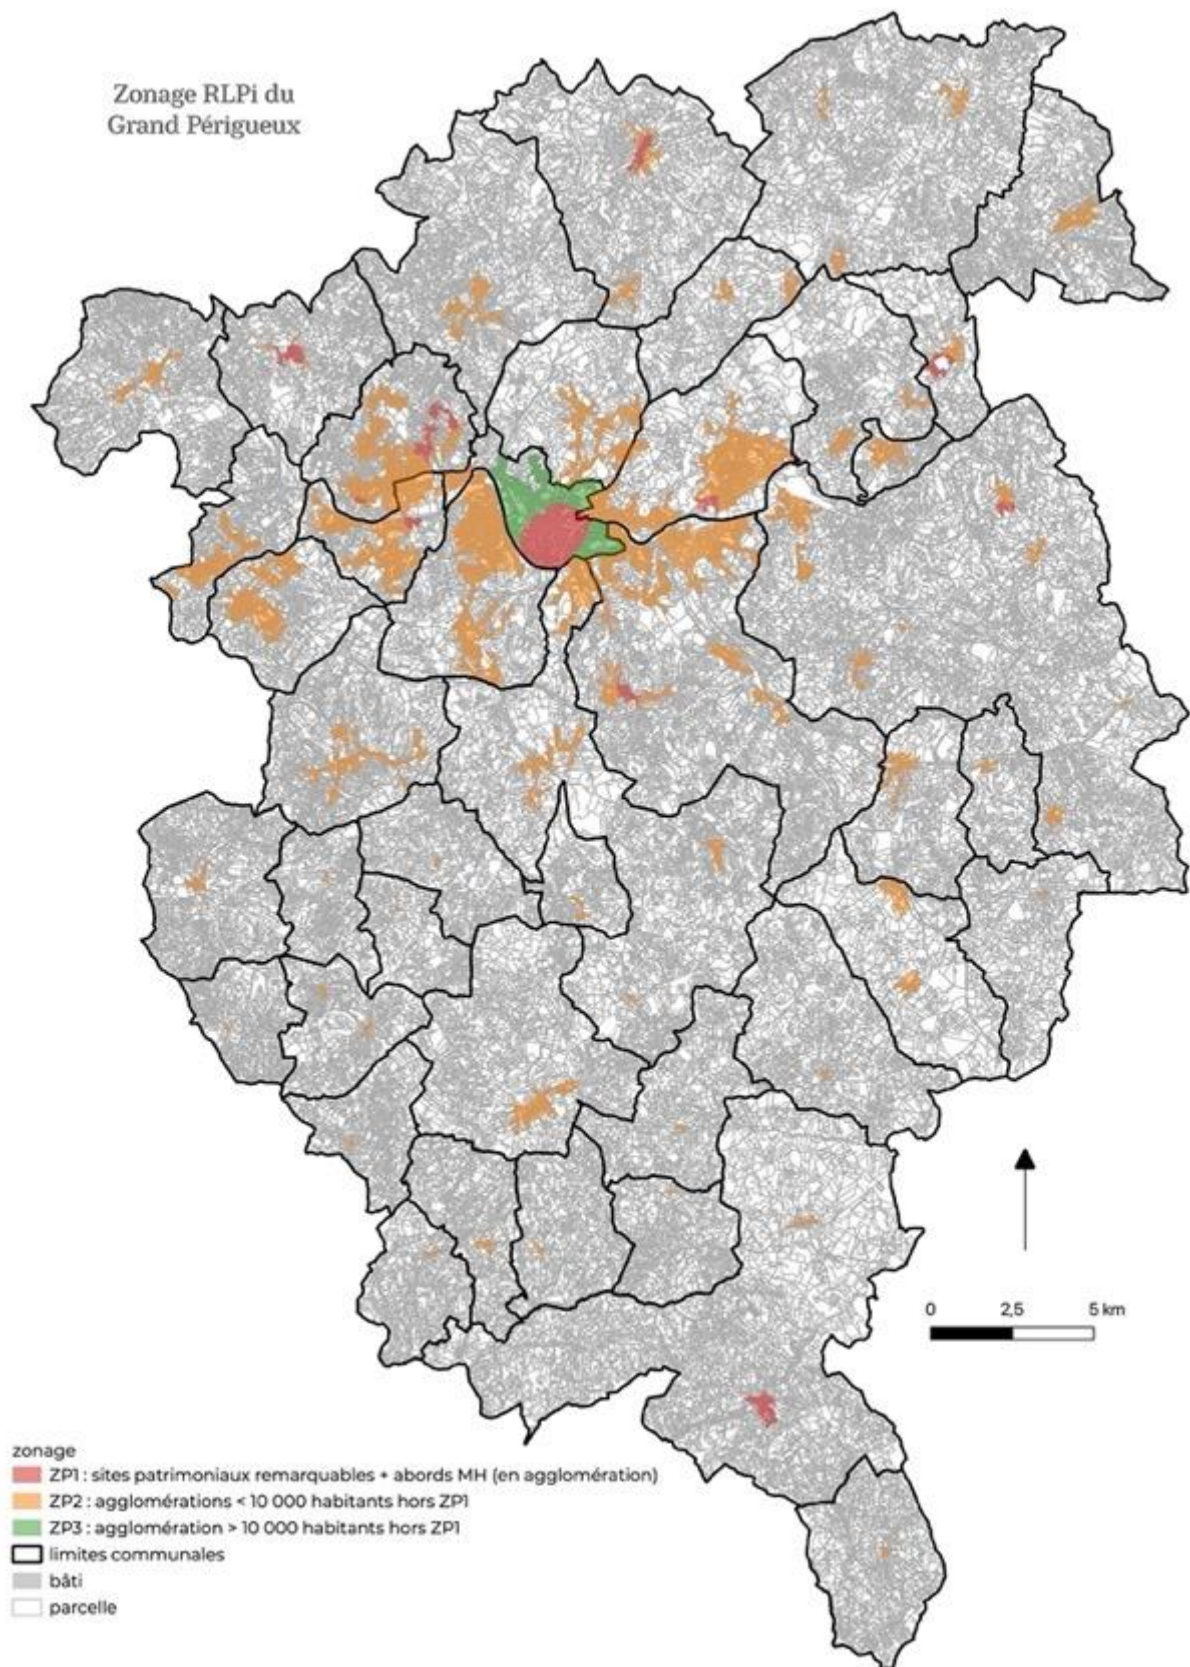 Zonage RLPi du
Grand Périgueux
0 2,5 5 km
zonage
ZP1 : sites patrimoniaux remarquables + abords MH (en agglomération)
ZP2 : agglomérations < 10 000 habitants hors ZP1
ZP3 : agglomération > 10 000 habitants hors ZP1
limites communales
bâti
parcelle